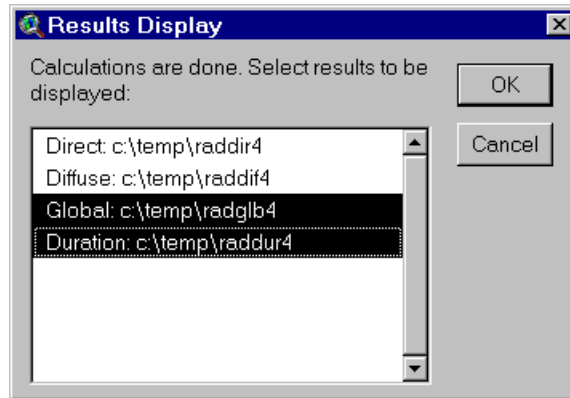 Results Display
Calculations are done. Select results to be
displayed:
OK
Cancel
Direct: c:\temp\raddir4
Diffuse: c:\temp\raddif4
Global: c:\temp\radglb4
Duration: c:\temp\raddur4